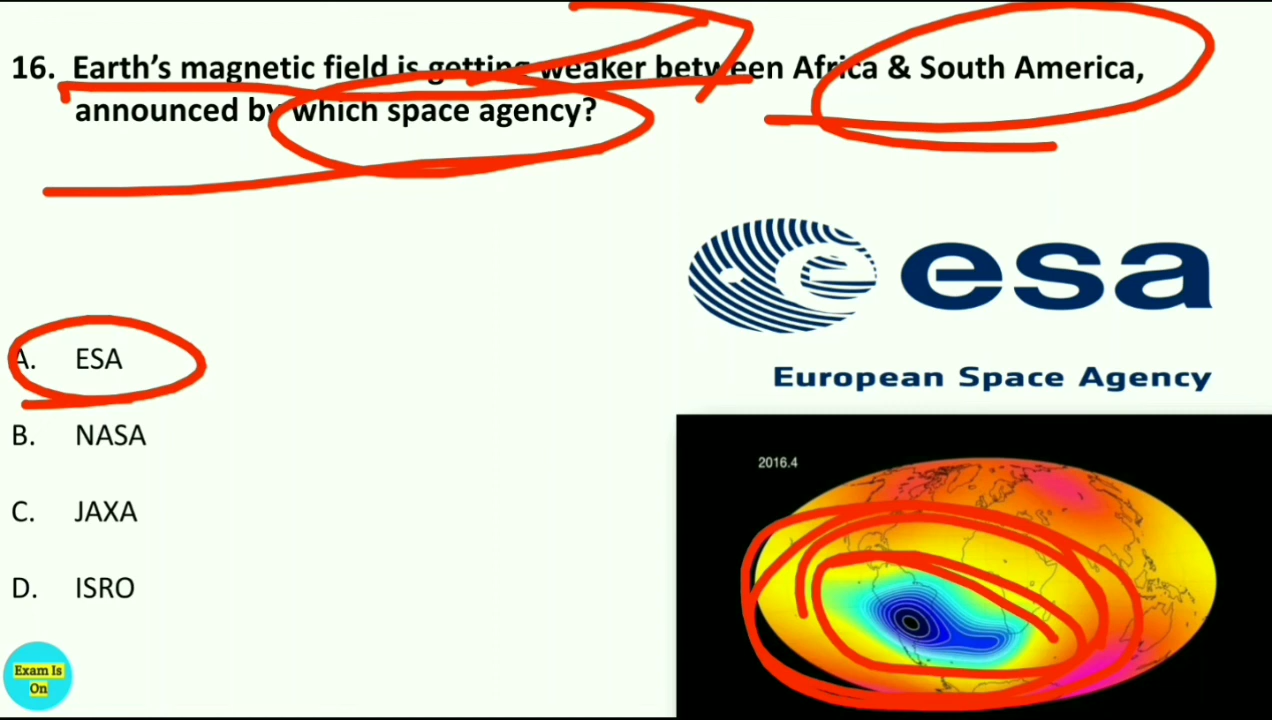 16. Earth's magnetic field is getting weaker between Africa & South America,
announced by which space agency?
esa
European Space Agency
A. ESA
B. NASA
C. JAXA
D. ISRO
2016.4
Exam Is
On